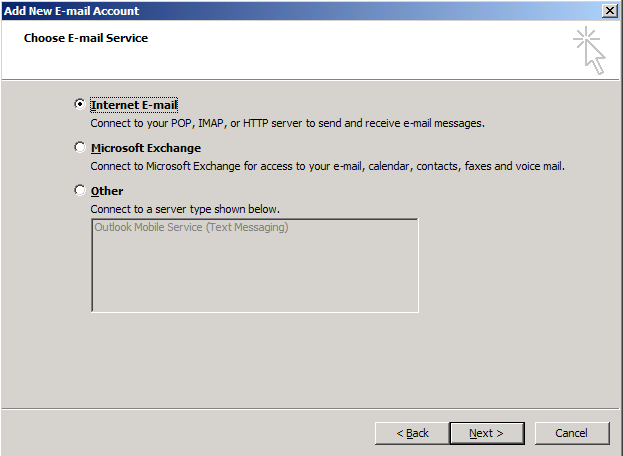 Add New E-mail Account
Choose E-mail Service
Internet E-mail
Connect to your POP, IMAP, or HTTP server to send and receive e-mail messages.
Microsoft Exchange
Connect to Microsoft Exchange for access to your e-mail, calendar, contacts, faxes and voice mail.
Other
Connect to a server type shown below.
Outlook Mobile Service (Text Messaging)
< Back Next > Cancel